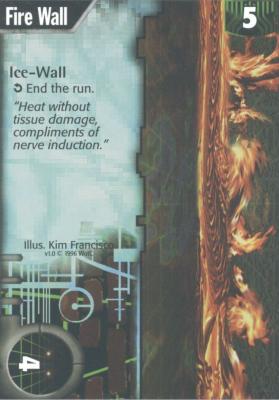 Fire Wall
5
Ice-Wall
End the run.
“Heat without
tissue damage,
compliments of
nerve induction.”
Illus. Kim Francisco
v1.0 © 1996 WotC
4